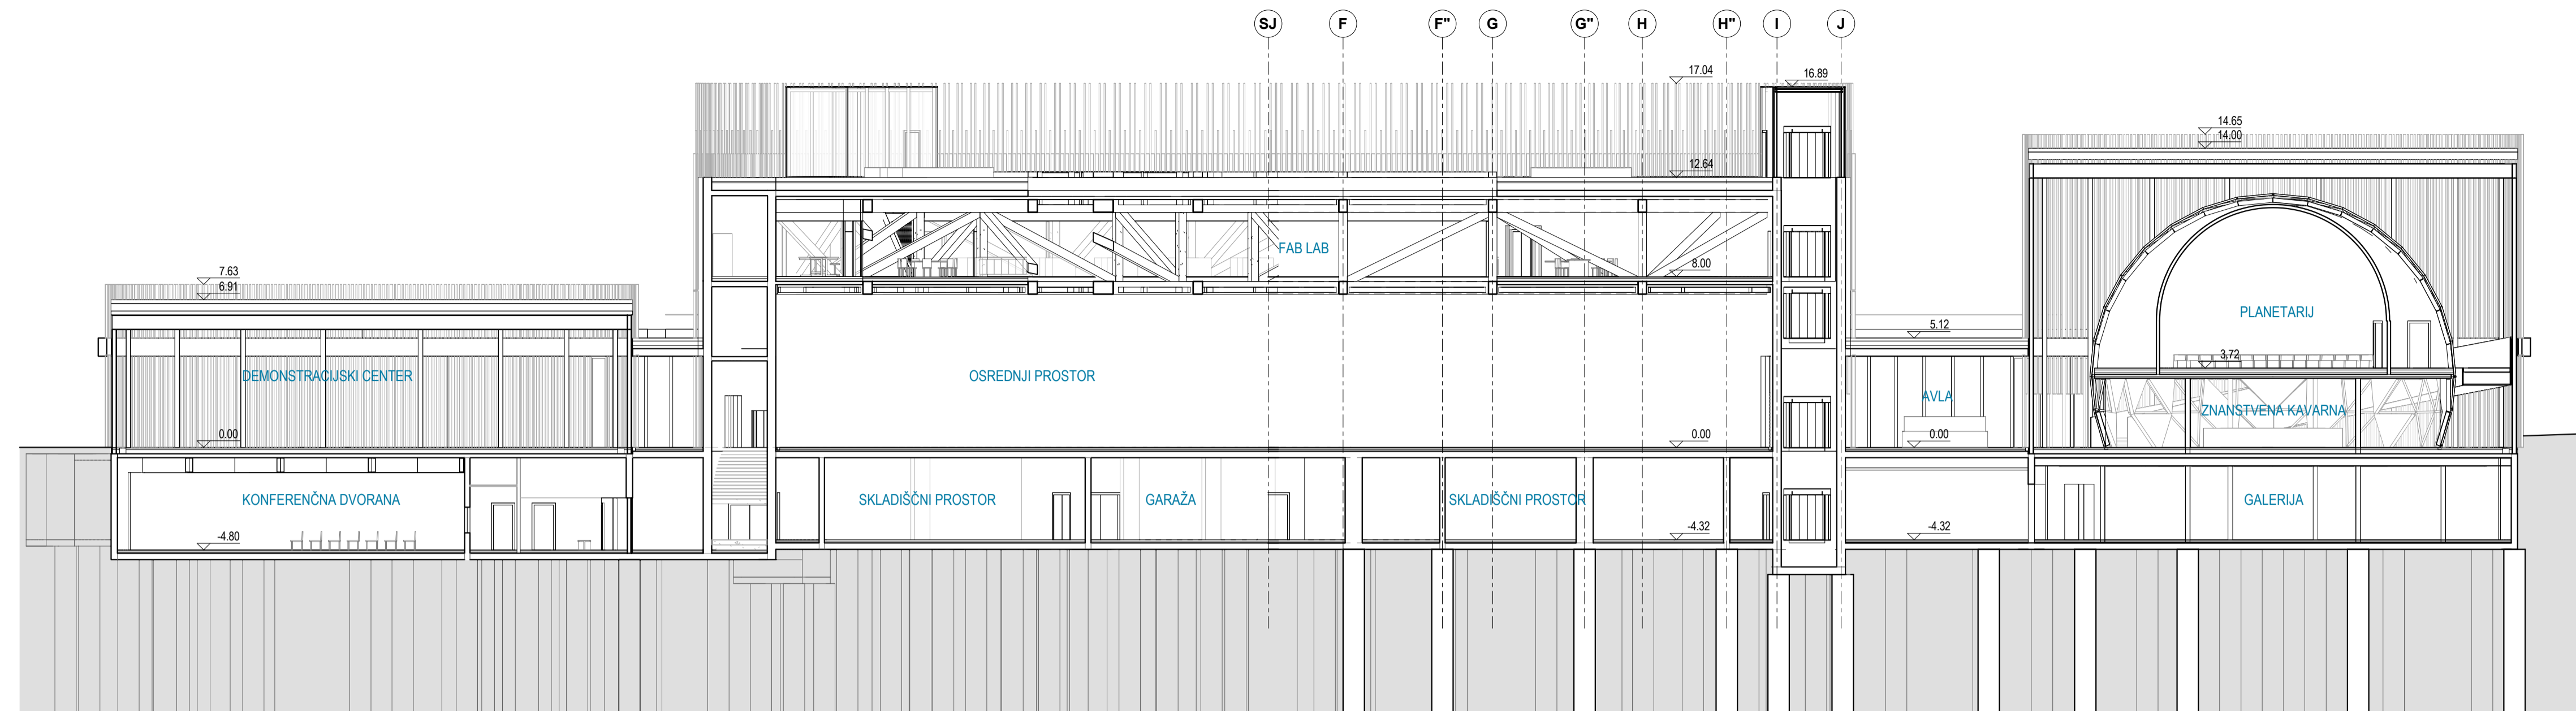 SJ F F" G G" H H" I J
17.04 16.89
14.65
14.00
12.64
FAB LAB
8.00
7.63
6.91
PLANETARIJ
5.12
3.72
DEMONSTRACIJSKI CENTER OSREDNJI PROSTOR AVLA ZNANSTVENA KAVARNA
0.00 0.00 0.00
KONFERENČNA DVORANA SKLADIŠČNI PROSTOR GARAŽA SKLADIŠČNI PROSTOR GALERIJA
-4.80 -4.32 -4.32